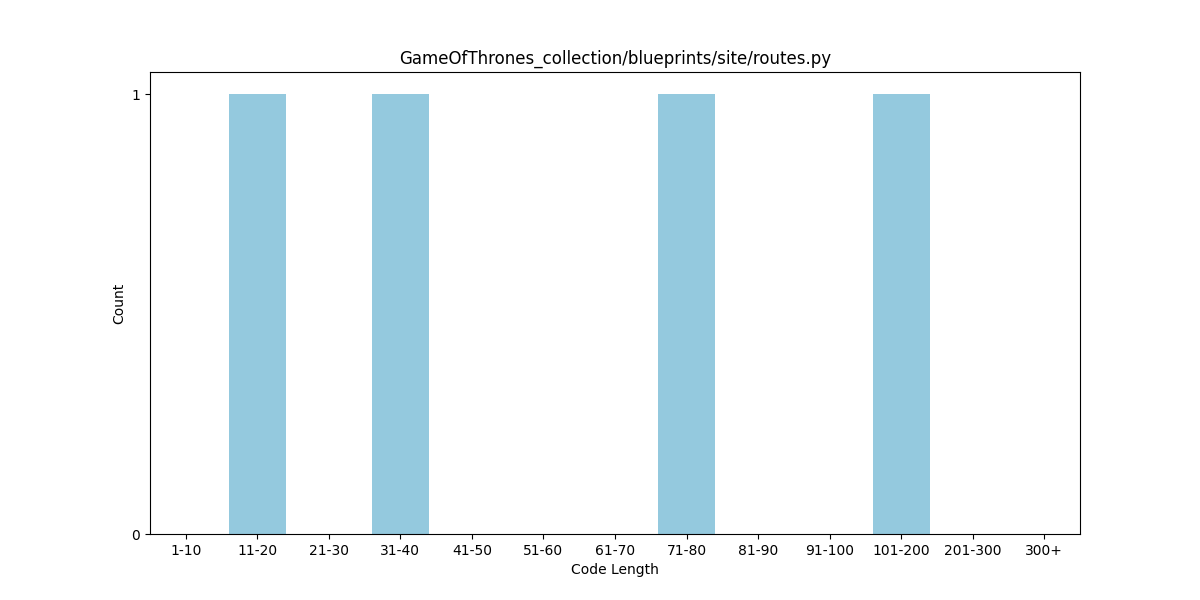 GameOfThrones_collection/blueprints/site/routes.py
1
0
Count
1-10 11-20 21-30 31-40 41-50 51-60 61-70 71-80 81-90 91-100 101-200 201-300 300+
Code Length